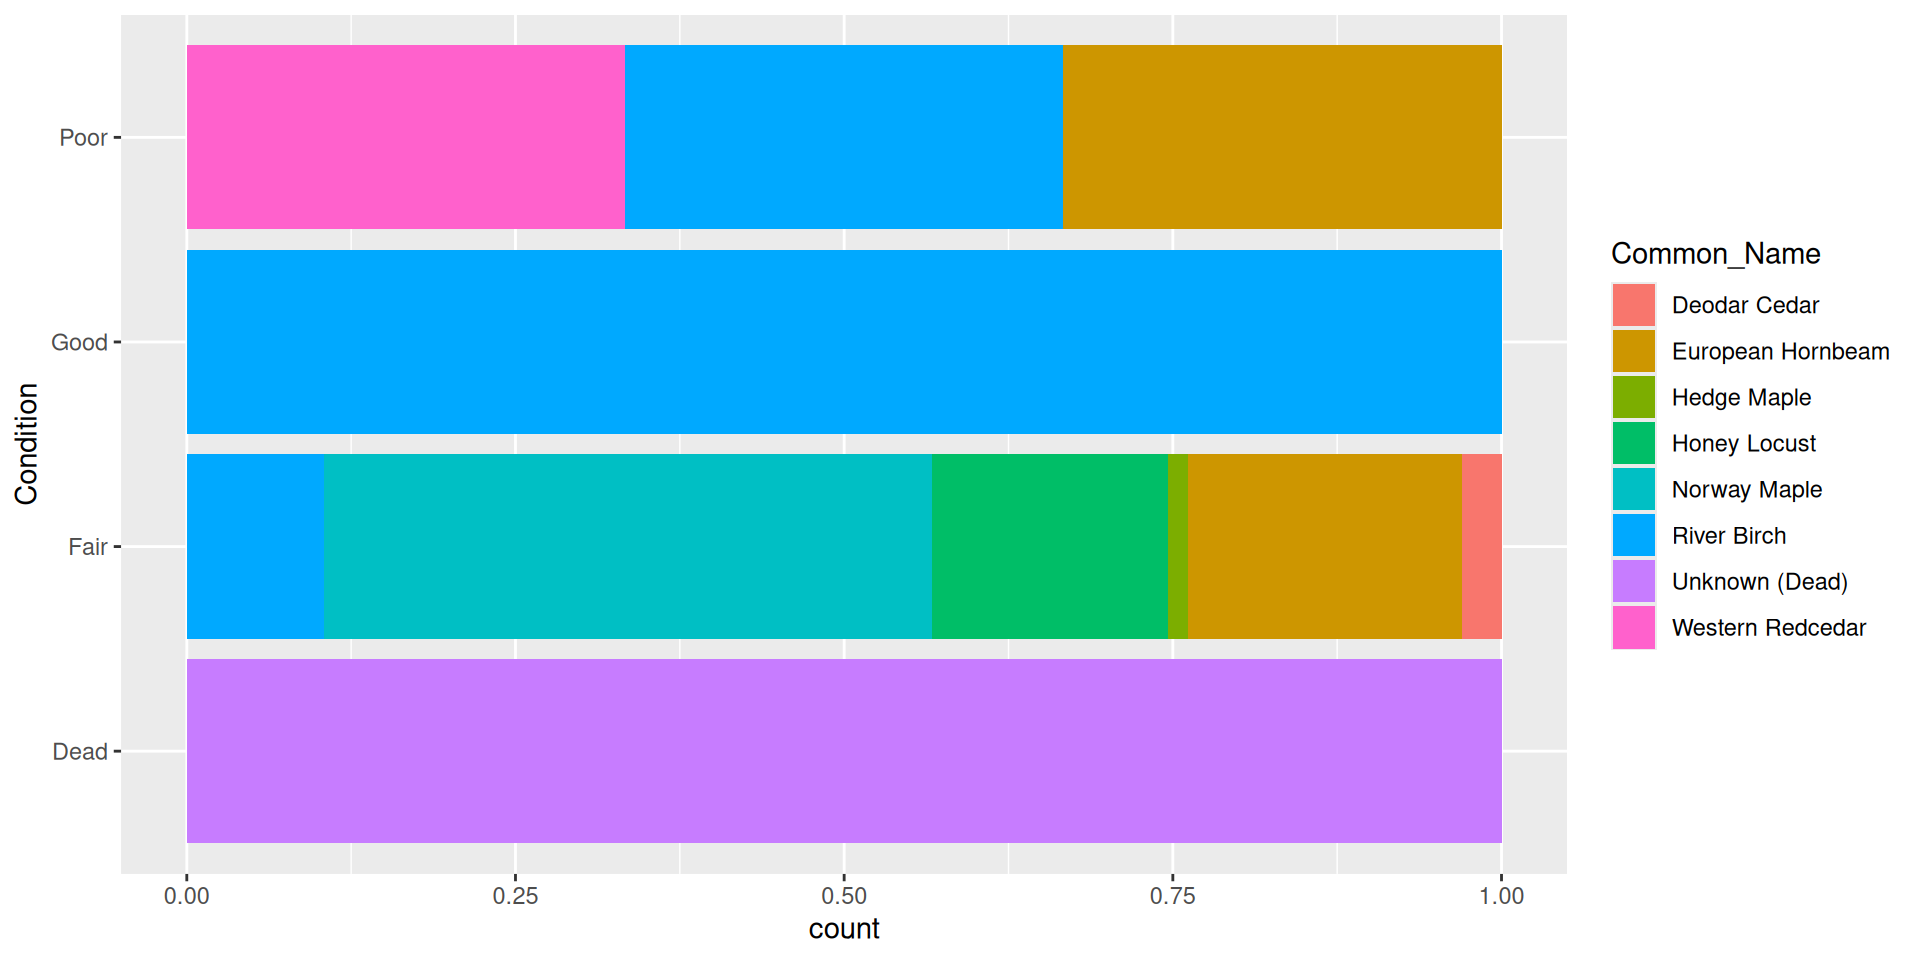 Poor
Good
Fair
Dead
Condition
0.00 0.25 0.50 0.75 1.00
count
Common_Name
Deodar Cedar
European Hornbeam
Hedge Maple
Honey Locust
Norway Maple
River Birch
Unknown (Dead)
Western Redcedar